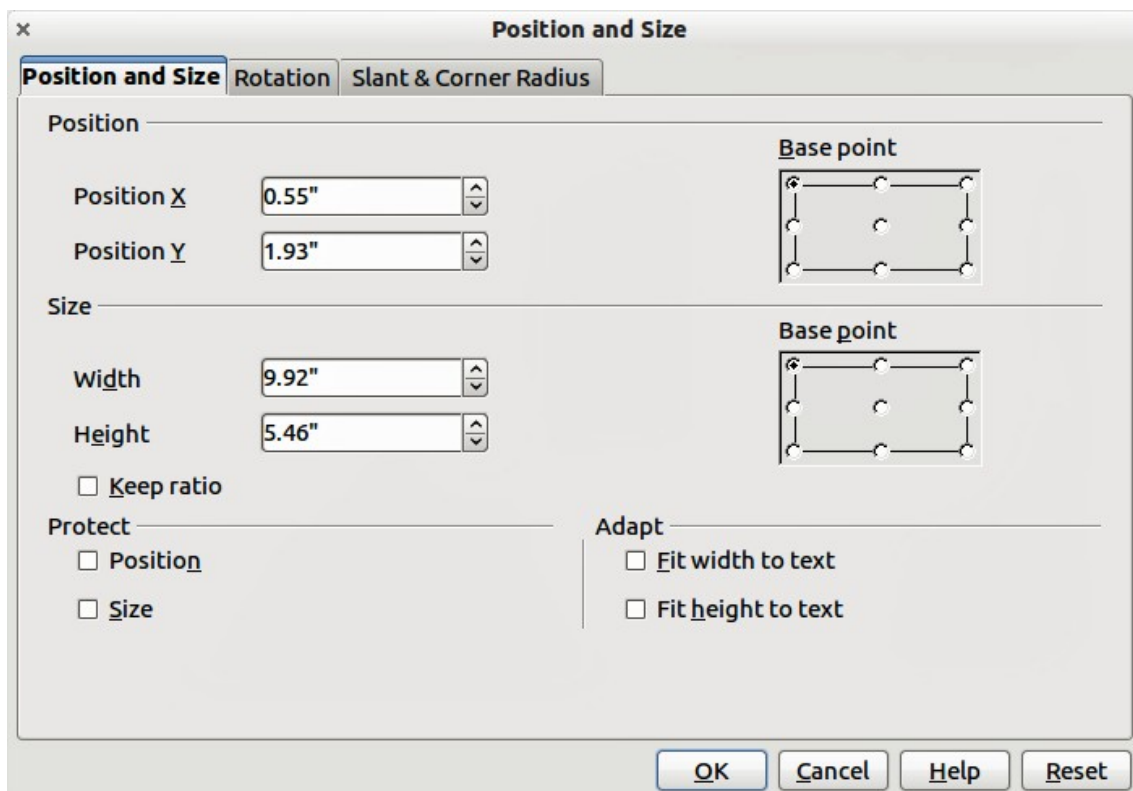 Position and Size
Position and Size Rotation Slant & Corner Radius
Position
Base point
Position X 0.55"
Position Y 1.93"
Size
Base point
Width 9.92"
Height 5.46"
Keep ratio
Protect Adapt
Position Fit width to text
Size Fit height to text
OK Cancel Help Reset